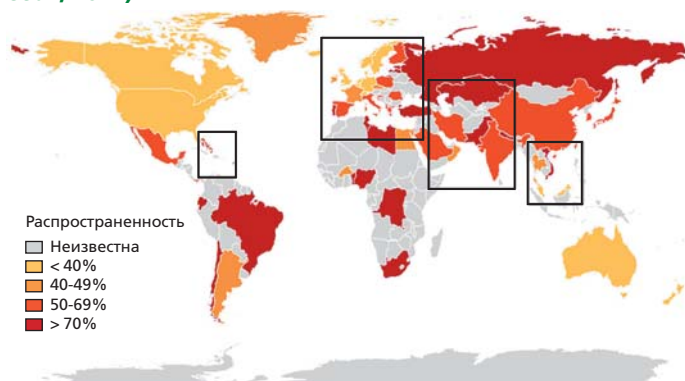 Распространенность
Неизвестна
< 40%
40-49%
50-69%
> 70%